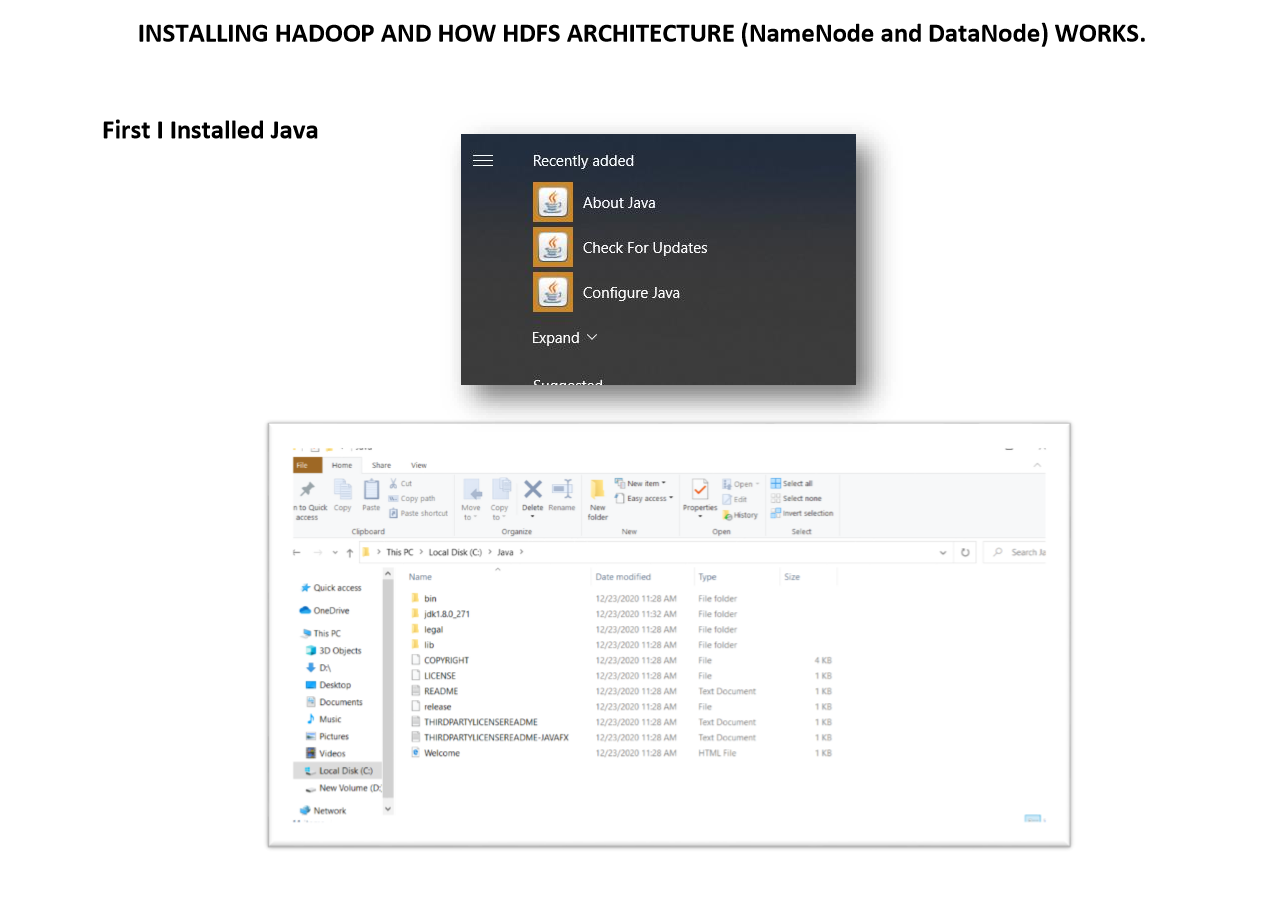 INSTALLING HADOOP AND HOW HDFS ARCHITECTURE (NameNode and DataNode) WORKS.
First I Installed Java
Recently added
About Java
Check For Updates
Configure Java
Expand
Suggested
File Home Share View
n to Quick access
Copy
Paste
Cut
Copy path
Paste shortcut
Clipboard
Move to
Copy to
Delete
Rename
Organize
New folder
New item
Easy access
New
Properties
Open
Edit
History
Open
Select all
Select none
Invert selection
Select
This PC > Local Disk (C:) > Java >
Search
Quick access
OneDrive
This PC
3D Objects
D:\
Desktop
Documents
Music
Pictures
Videos
Local Disk (C:)
New Volume (D:
Network
Name Date modified Type Size
bin 12/23/2020 11:28 AM File folder
jdk1.8.0_271 12/23/2020 11:32 AM File folder
legal 12/23/2020 11:28 AM File folder
lib 12/23/2020 11:28 AM File folder
COPYRIGHT 12/23/2020 11:28 AM File 4 KB
LICENSE 12/23/2020 11:28 AM File 1 KB
README 12/23/2020 11:28 AM Text Document 1 KB
release 12/23/2020 11:28 AM File 1 KB
THIRDPARTYLICENSEREADME 12/23/2020 11:28 AM Text Document 1 KB
THIRDPARTYLICENSEREADME-JAVAFX 12/23/2020 11:28 AM Text Document 1 KB
Welcome 12/23/2020 11:28 AM HTML File 1 KB